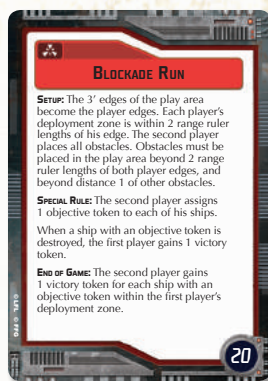 BLOCKADE RUN
SETUP: The 3’ edges of the play area
become the player edges. Each player’s
deployment zone is within 2 range ruler
lengths of his edge. The second player
places all obstacles. Obstacles must be
placed in the play area beyond 2 range
ruler lengths of both player edges, and
beyond distance 1 of other obstacles.
SPECIAL RULE: The second player assigns
1 objective token to each of his ships.
When a ship with an objective token is
destroyed, the first player gains 1 victory
token.
END OF GAME: The second player gains
1 victory token for each ship with an
objective token within the first player’s
deployment zone.
© LFL © FFG
20